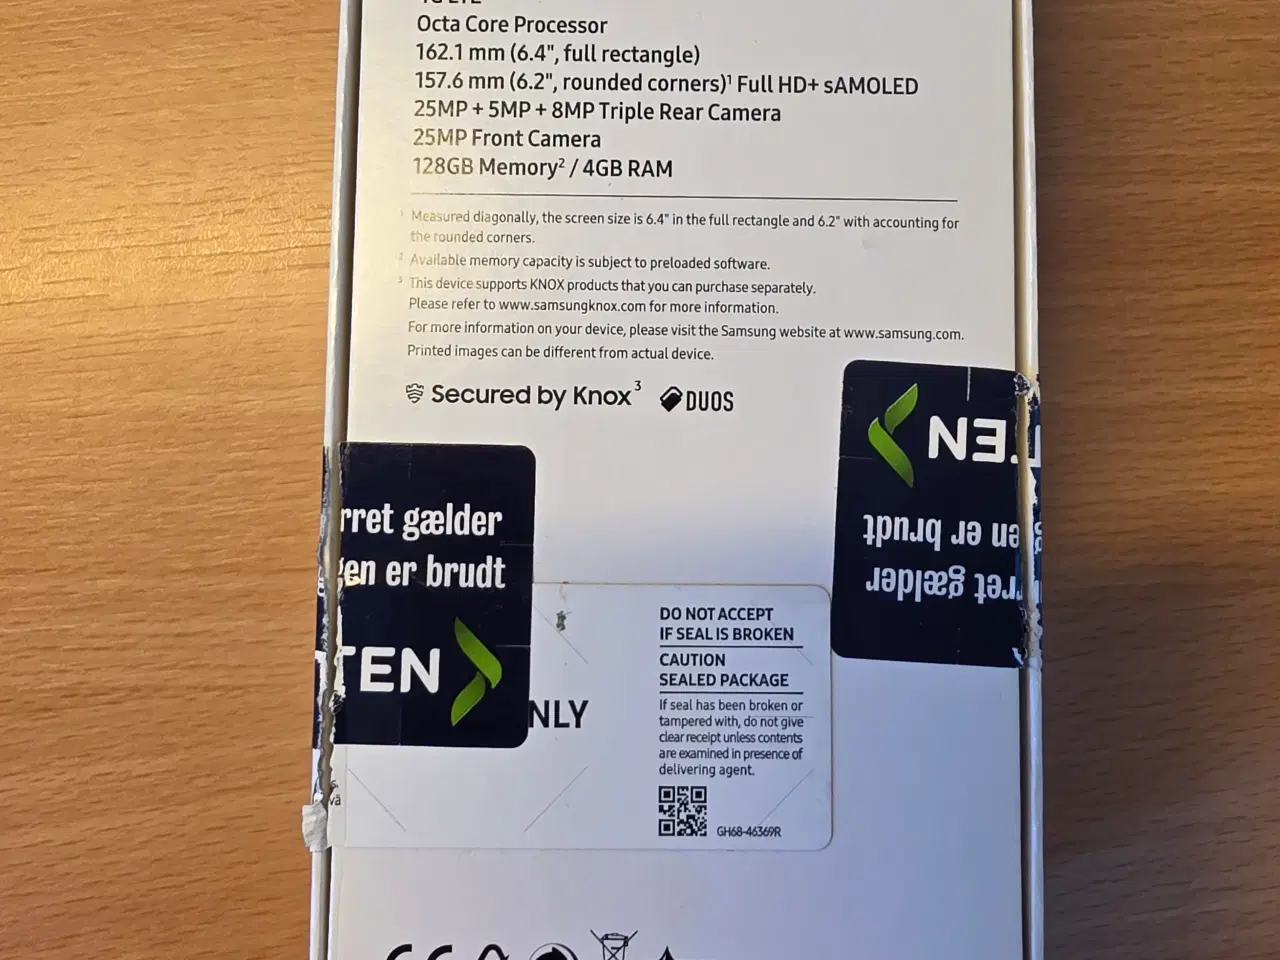 4G LTE
Octa Core Processor
162.1 mm (6.4", full rectangle)
157.6 mm (6.2", rounded corners)¹ Full HD+ sAMOLED
25MP + 5MP + 8MP Triple Rear Camera
25MP Front Camera
128GB Memory² / 4GB RAM
¹ Measured diagonally, the screen size is 6.4" in the full rectangle and 6.2" with accounting for
the rounded corners.
² Available memory capacity is subject to preloaded software.
³ This device supports KNOX products that you can purchase separately.
Please refer to www.samsungknox.com for more information.
For more information on your device, please visit the Samsung website at www.samsung.com.
Printed images can be different from actual device.
Secured by Knox³ DUOS
rret gælder
gen er brudt
TEN
TEN
en er brudt
rret gælder
NLY
DO NOT ACCEPT
IF SEAL IS BROKEN
CAUTION
SEALED PACKAGE
If seal has been broken or
tampered with, do not give
clear receipt unless contents
are examined in presence of
delivering agent.
GH68-46369R
vä
CE